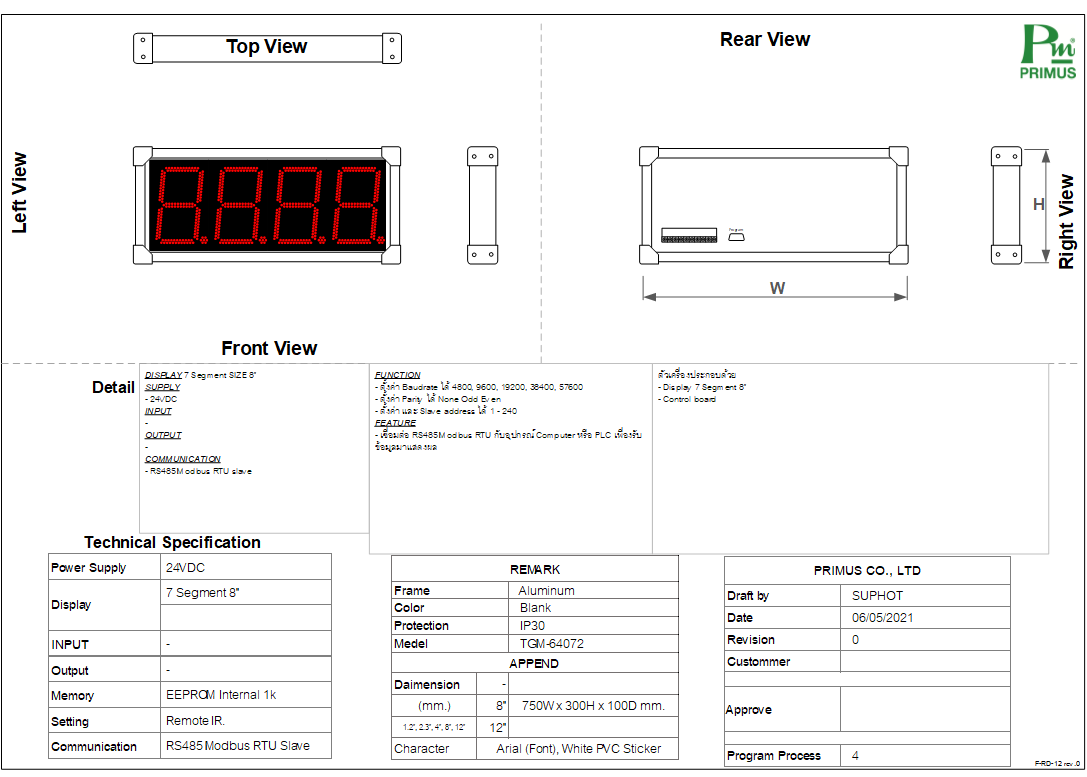 Top View
Rear View
Pm®
PRIMUS
Left View
Program
H
Right View
W
Front View
Detail
DISPLAY 7 Segment SIZE 8"
SUPPLY
- 24VDC
INPUT
-
OUTPUT
-
COMMUNICATION
- RS485Modbus RTU slave
FUNCTION
- ตั้งค่า Baudrate ได้ 4800, 9600, 19200, 38400, 57600
- ตั้งค่า Parity ได้ None Odd Even
- ตั้งค่า และ Slave address ได้ 1 - 240
FEATURE
- เชื่อมต่อ RS485Modbus RTU กับอุปกรณ์ Computer หรือ PLC เพื่อรับ
ข้อมูลมาแสดงผล
ตัวเครื่องประกอบด้วย
- Display 7 Segment 8"
- Control board
Technical Specification
Power Supply 24VDC
Display 7 Segment 8"
INPUT -
Output -
Memory EEPROM Internal 1k
Setting Remote IR.
Communication RS485 Modbus RTU Slave
REMARK
Frame Aluminum
Color Blank
Protection IP30
Medel TGM-64072
APPEND
Daimension -
(mm.) 8" 750W x 300H x 100D mm.
1.2", 2.3", 4", 8", 12" 12"
Character Arial (Font), White PVC Sticker
PRIMUS CO., LTD
Draft by SUPHOT
Date 06/05/2021
Revision 0
Custommer
Approve
Program Process 4
F-RD-12 rev .0